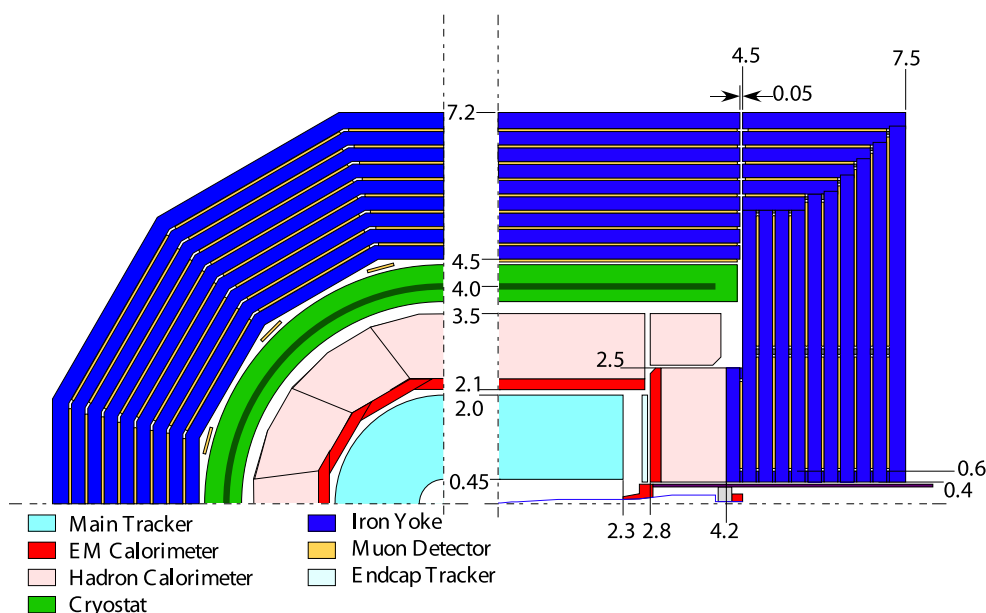 4.5
7.5
0.05
7.2
4.5
4.0
3.5
2.5
2.1
2.0
0.45
0.6
0.4
2.3
2.8
4.2
Main Tracker
EM Calorimeter
Hadron Calorimeter
Cryostat
Iron Yoke
Muon Detector
Endcap Tracker